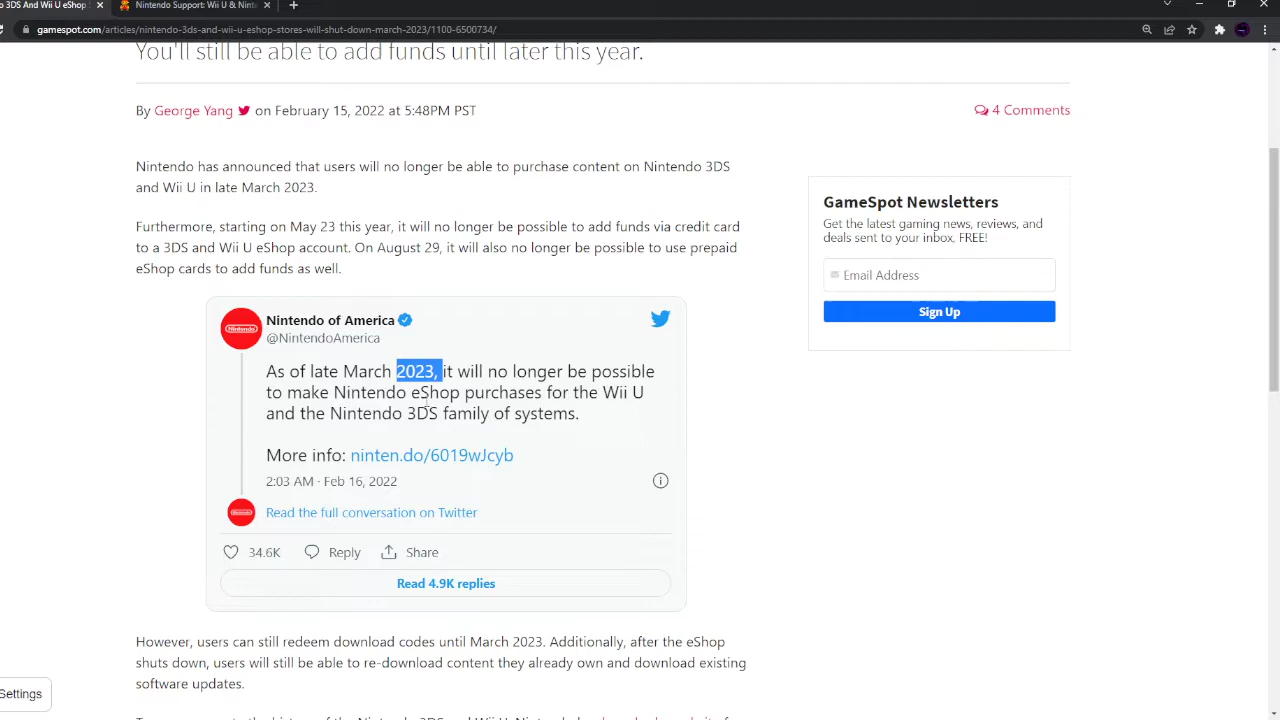 3DS And Wii U eShop
Nintendo Support: Wii U & Nint
gamespot.com/articles/nintendo-3ds-and-wii-u-eshop-stores-will-shut-down-march-2023/1100-6500734/
You'll still be able to add funds until later this year.
By George Yang on February 15, 2022 at 5:48PM PST
4 Comments
Nintendo has announced that users will no longer be able to purchase content on Nintendo 3DS
and Wii U in late March 2023.
Furthermore, starting on May 23 this year, it will no longer be possible to add funds via credit card
to a 3DS and Wii U eShop account. On August 29, it will also no longer be possible to use prepaid
eShop cards to add funds as well.
GameSpot Newsletters
Get the latest gaming news, reviews, and
deals sent to your inbox, FREE!
Email Address
Sign Up
Nintendo
Nintendo of America
@NintendoAmerica
As of late March 2023, it will no longer be possible
to make Nintendo eShop purchases for the Wii U
and the Nintendo 3DS family of systems.
More info: ninten.do/6019wJcyb
2:03 AM · Feb 16, 2022
Read the full conversation on Twitter
34.6K Reply Share
Read 4.9K replies
However, users can still redeem download codes until March 2023. Additionally, after the eShop
shuts down, users will still be able to re-download content they already own and download existing
software updates.
Settings